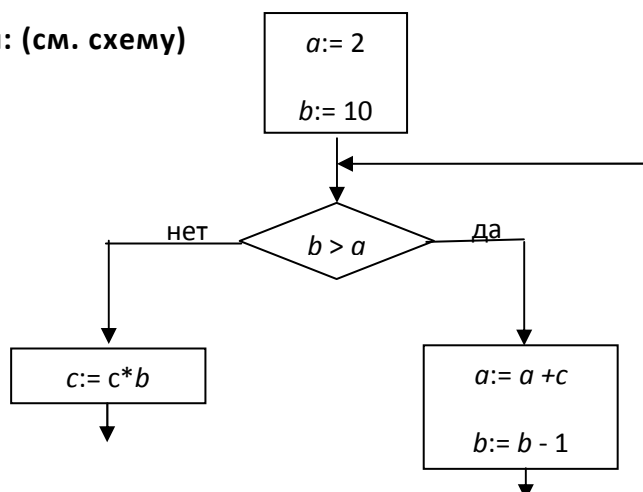 : (см. схему)
a:= 2
b:= 10
нет
b > a
да
c:= c*b
a:= a +c
b:= b - 1